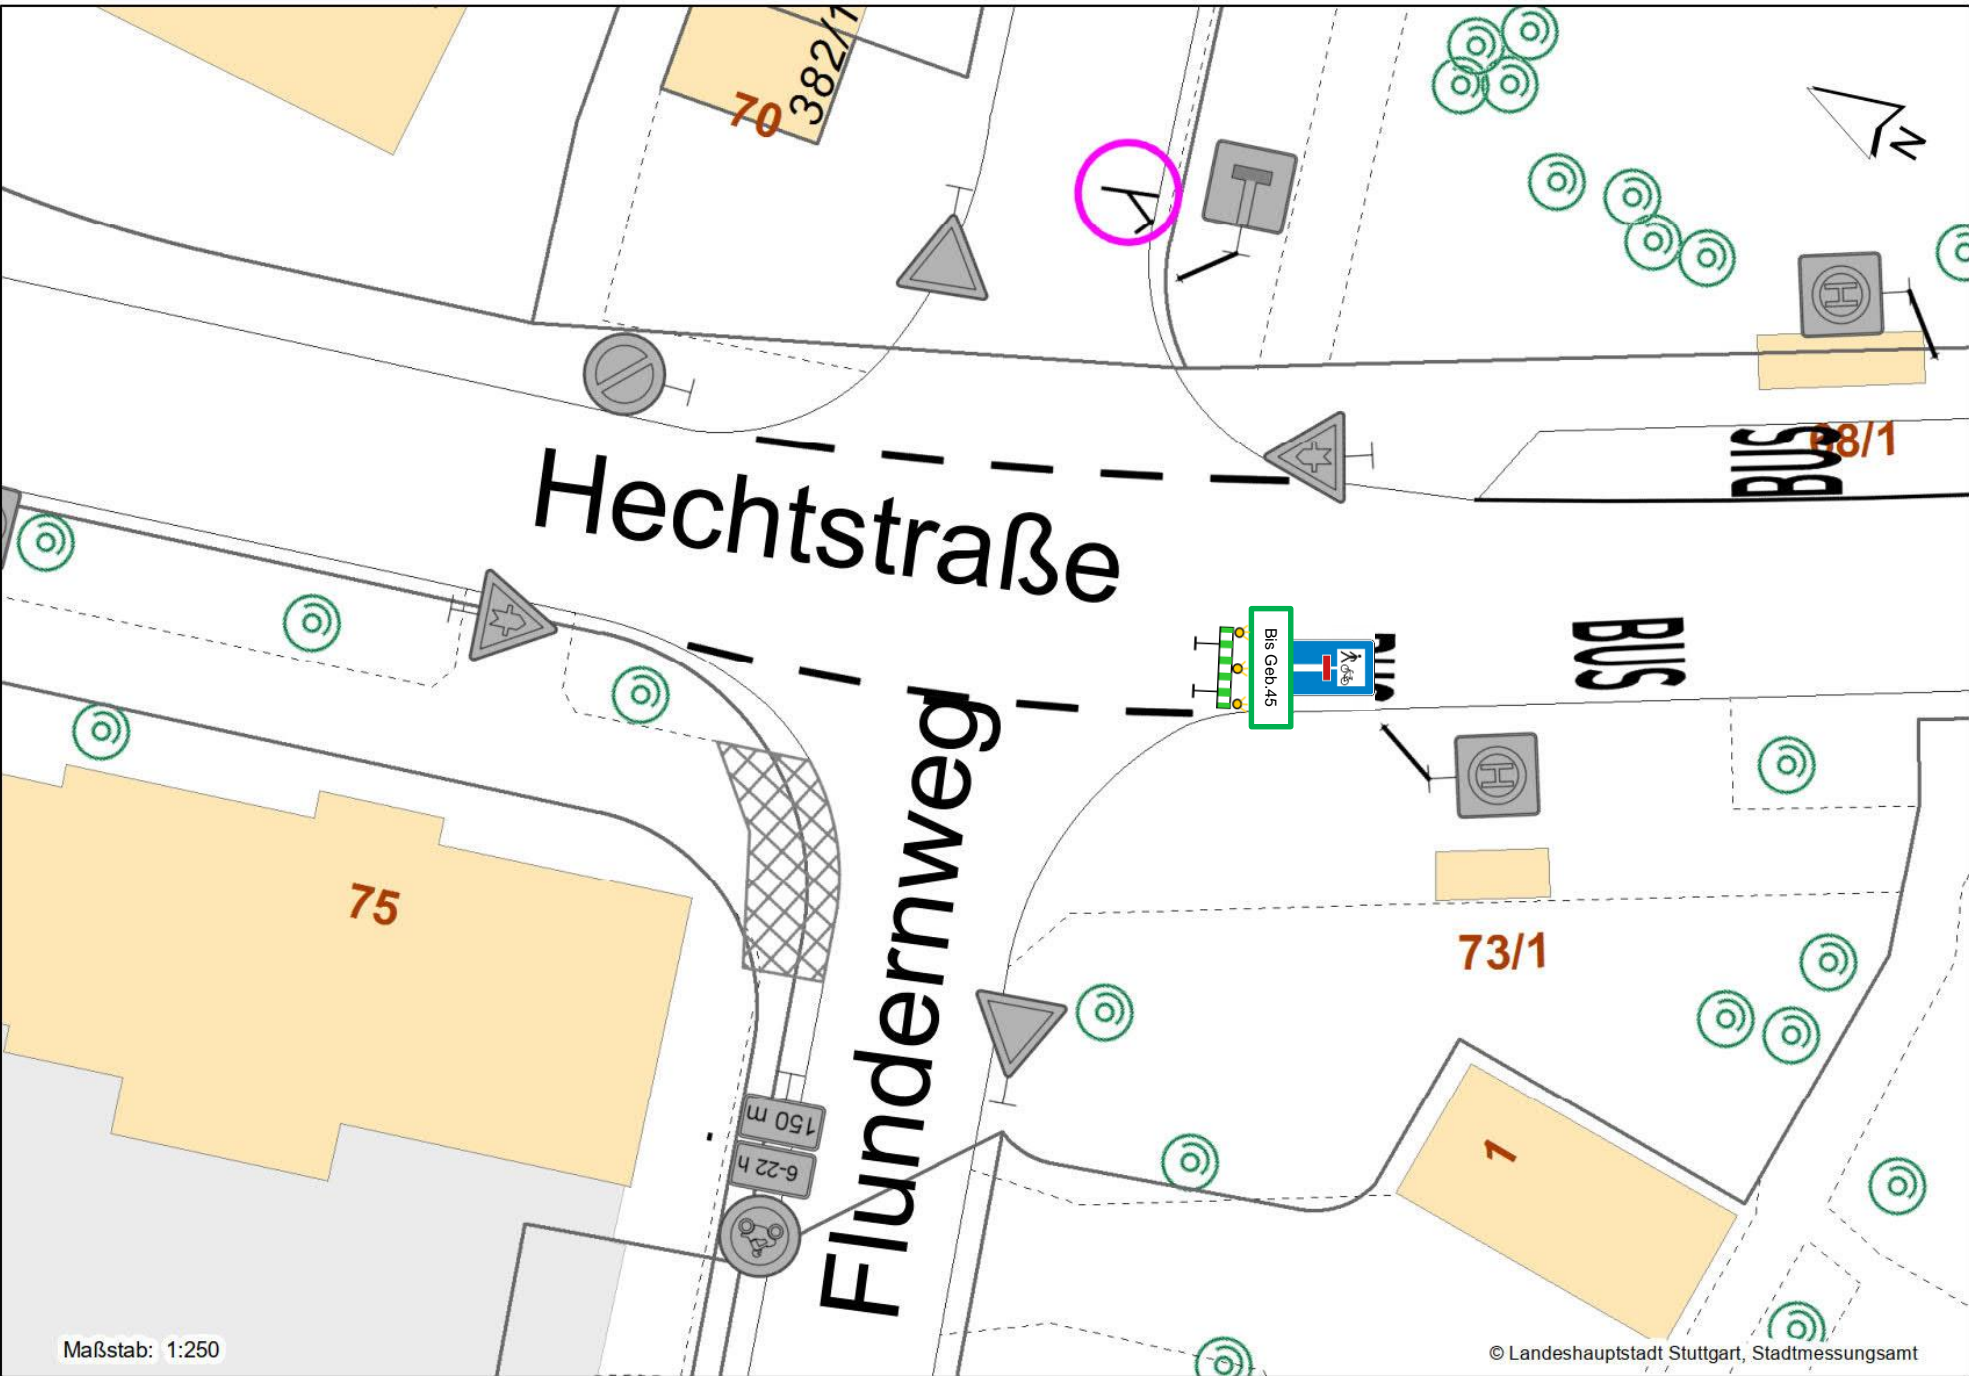 70
382/1
N
Hechtstraße
68/1
BUS
BUS
BUS
Bis Geb.45
H
H
Flundernweg
75
73/1
150 m
6-22 h
1
Maßstab: 1:250
© Landeshauptstadt Stuttgart, Stadtmessungsamt